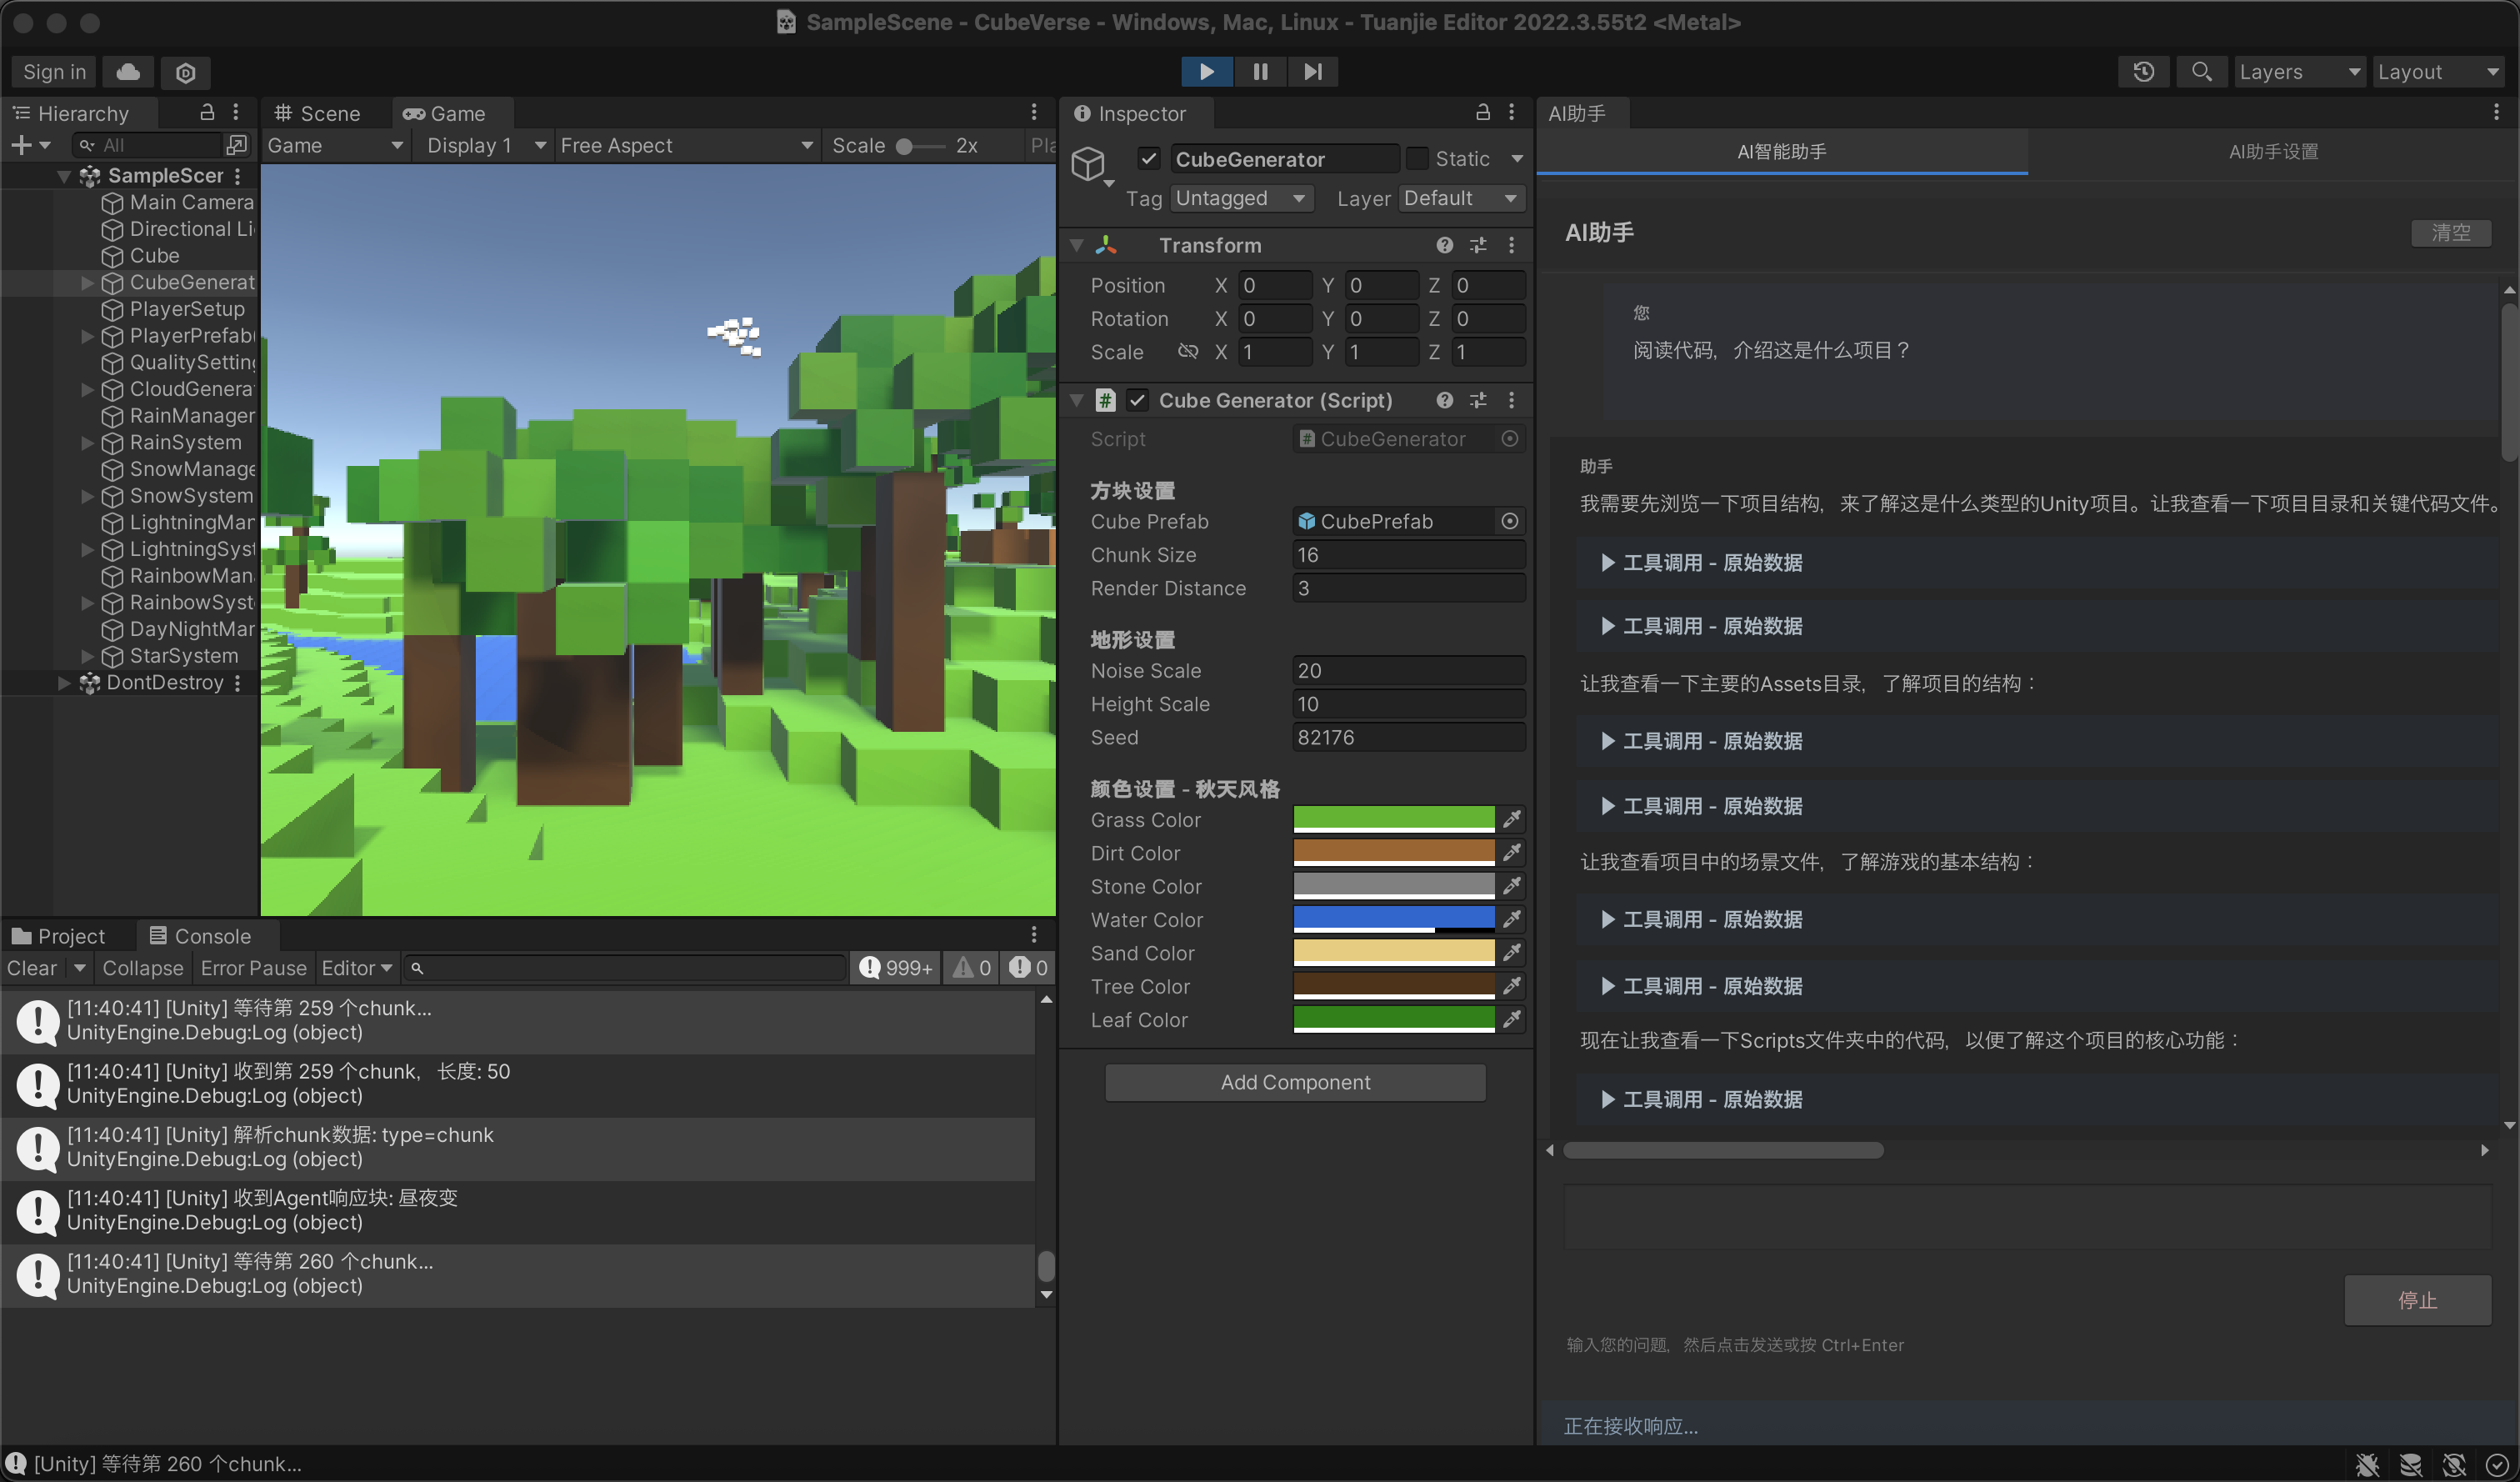 SampleScene - CubeVerse - Windows, Mac, Linux - Tuanjie Editor 2022.3.55t2 <Metal>
Sign in
Layers
Layout
Hierarchy
All
SampleScer
Main Camera
Directional Li
Cube
CubeGenerat
PlayerSetup
PlayerPrefab
QualitySetting
CloudGenera
RainManager
RainSystem
SnowManage
SnowSystem
LightningMar
LightningSyst
RainbowMan
RainbowSyst
DayNightMar
StarSystem
DontDestroy
Scene
Game
Game
Display 1
Free Aspect
Scale
2x
Pla
Inspector
CubeGenerator
Static
Tag
Untagged
Layer
Default
Transform
Position
X 0 Y 0 Z 0
Rotation
X 0 Y 0 Z 0
Scale
X 1 Y 1 Z 1
Cube Generator (Script)
Script
CubeGenerator
方块设置
Cube Prefab
CubePrefab
Chunk Size
16
Render Distance
3
地形设置
Noise Scale
20
Height Scale
10
Seed
82176
颜色设置 - 秋天风格
Grass Color
Dirt Color
Stone Color
Water Color
Sand Color
Tree Color
Leaf Color
Add Component
AI助手
AI智能助手
AI助手设置
AI助手
清空
您
阅读代码，介绍这是什么项目？
助手
我需要先浏览一下项目结构，来了解这是什么类型的Unity项目。让我查看一下项目目录和关键代码文件。
工具调用 - 原始数据
工具调用 - 原始数据
让我查看一下主要的Assets目录，了解项目的结构：
工具调用 - 原始数据
工具调用 - 原始数据
让我查看项目中的场景文件，了解游戏的基本结构：
工具调用 - 原始数据
工具调用 - 原始数据
现在让我查看一下Scripts文件夹中的代码，以便了解这个项目的核心功能：
工具调用 - 原始数据
停止
输入您的问题，然后点击发送或按 Ctrl+Enter
正在接收响应...
Project
Console
Clear
Collapse
Error Pause
Editor
999+
0
0
[11:40:41] [Unity] 等待第 259 个chunk...
UnityEngine.Debug:Log (object)
[11:40:41] [Unity] 收到第 259 个chunk，长度: 50
UnityEngine.Debug:Log (object)
[11:40:41] [Unity] 解析chunk数据: type=chunk
UnityEngine.Debug:Log (object)
[11:40:41] [Unity] 收到Agent响应块: 昼夜变
UnityEngine.Debug:Log (object)
[11:40:41] [Unity] 等待第 260 个chunk...
UnityEngine.Debug:Log (object)
[Unity] 等待第 260 个chunk...